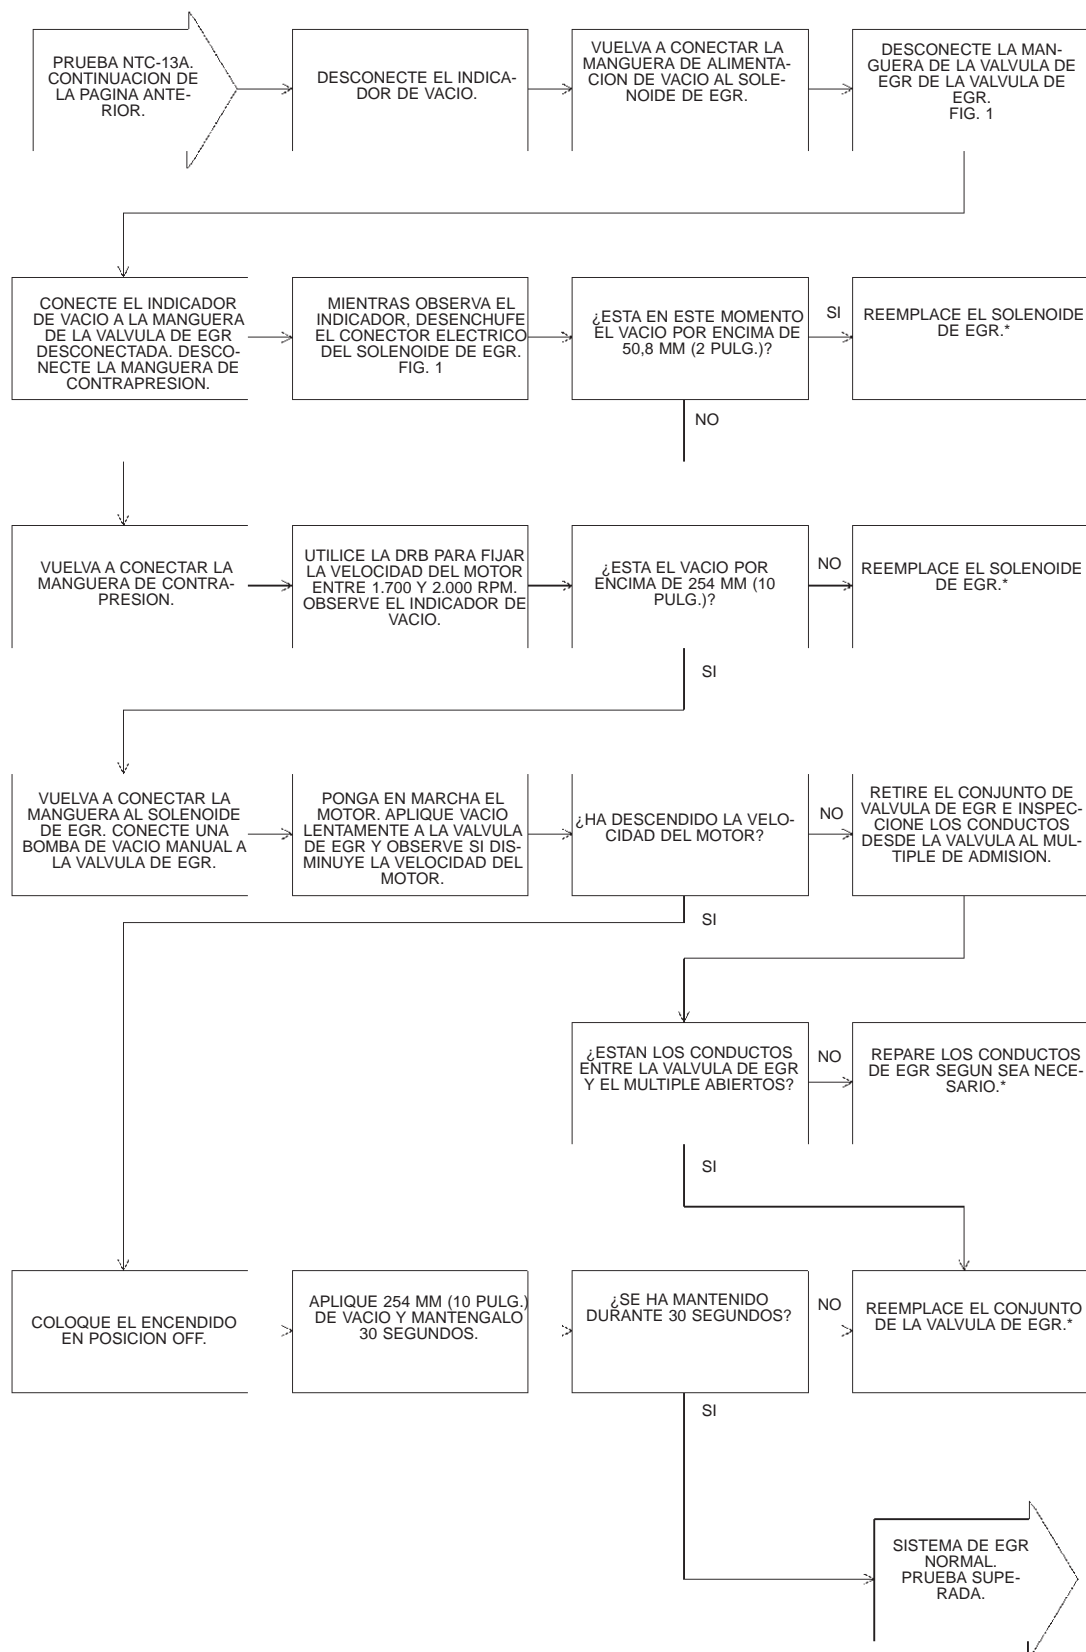 PRUEBA NTC-13A.
CONTINUACION DE
LA PAGINA ANTE-
RIOR.
DESCONECTE EL INDICA-
DOR DE VACIO.
VUELVA A CONECTAR LA
MANGUERA DE ALIMENTA-
CION DE VACIO AL SOLE-
NOIDE DE EGR.
DESCONECTE LA MAN-
GUERA DE LA VALVULA DE
EGR DE LA VALVULA DE
EGR.
FIG. 1
CONECTE EL INDICADOR
DE VACIO A LA MANGUERA
DE LA VALVULA DE EGR
DESCONECTADA. DESCO-
NECTE LA MANGUERA DE
CONTRAPRESION.
MIENTRAS OBSERVA EL
INDICADOR, DESENCHUFE
EL CONECTOR ELECTRICO
DEL SOLENOIDE DE EGR.
FIG. 1
¿ESTA EN ESTE MOMENTO
EL VACIO POR ENCIMA DE
50,8 MM (2 PULG.)?
SI
REEMPLACE EL SOLENOIDE
DE EGR.*
NO
VUELVA A CONECTAR LA
MANGUERA DE CONTRA-
PRESION.
UTILICE LA DRB PARA FIJAR
LA VELOCIDAD DEL MOTOR
ENTRE 1.700 Y 2.000 RPM.
OBSERVE EL INDICADOR DE
VACIO.
¿ESTA EL VACIO POR
ENCIMA DE 254 MM (10
PULG.)?
NO
REEMPLACE EL SOLENOIDE
DE EGR.*
SI
VUELVA A CONECTAR LA
MANGUERA AL SOLENOIDE
DE EGR. CONECTE UNA
BOMBA DE VACIO MANUAL A
LA VALVULA DE EGR.
PONGA EN MARCHA EL
MOTOR. APLIQUE VACIO
LENTAMENTE A LA VALVULA
DE EGR Y OBSERVE SI DIS-
MINUYE LA VELOCIDAD DEL
MOTOR.
¿HA DESCENDIDO LA VELO-
CIDAD DEL MOTOR?
NO
RETIRE EL CONJUNTO DE
VALVULA DE EGR E INSPEC-
CIONE LOS CONDUCTOS
DESDE LA VALVULA AL MUL-
TIPLE DE ADMISION.
SI
¿ESTAN LOS CONDUCTOS
ENTRE LA VALVULA DE EGR
Y EL MULTIPLE ABIERTOS?
NO
REPARE LOS CONDUCTOS
DE EGR SEGUN SEA NECE-
SARIO.*
SI
COLOQUE EL ENCENDIDO
EN POSICION OFF.
APLIQUE 254 MM (10 PULG.)
DE VACIO Y MANTENGALO
30 SEGUNDOS.
¿SE HA MANTENIDO
DURANTE 30 SEGUNDOS?
NO
REEMPLACE EL CONJUNTO
DE LA VALVULA DE EGR.*
SI
SISTEMA DE EGR
NORMAL.
PRUEBA SUPE-
RADA.